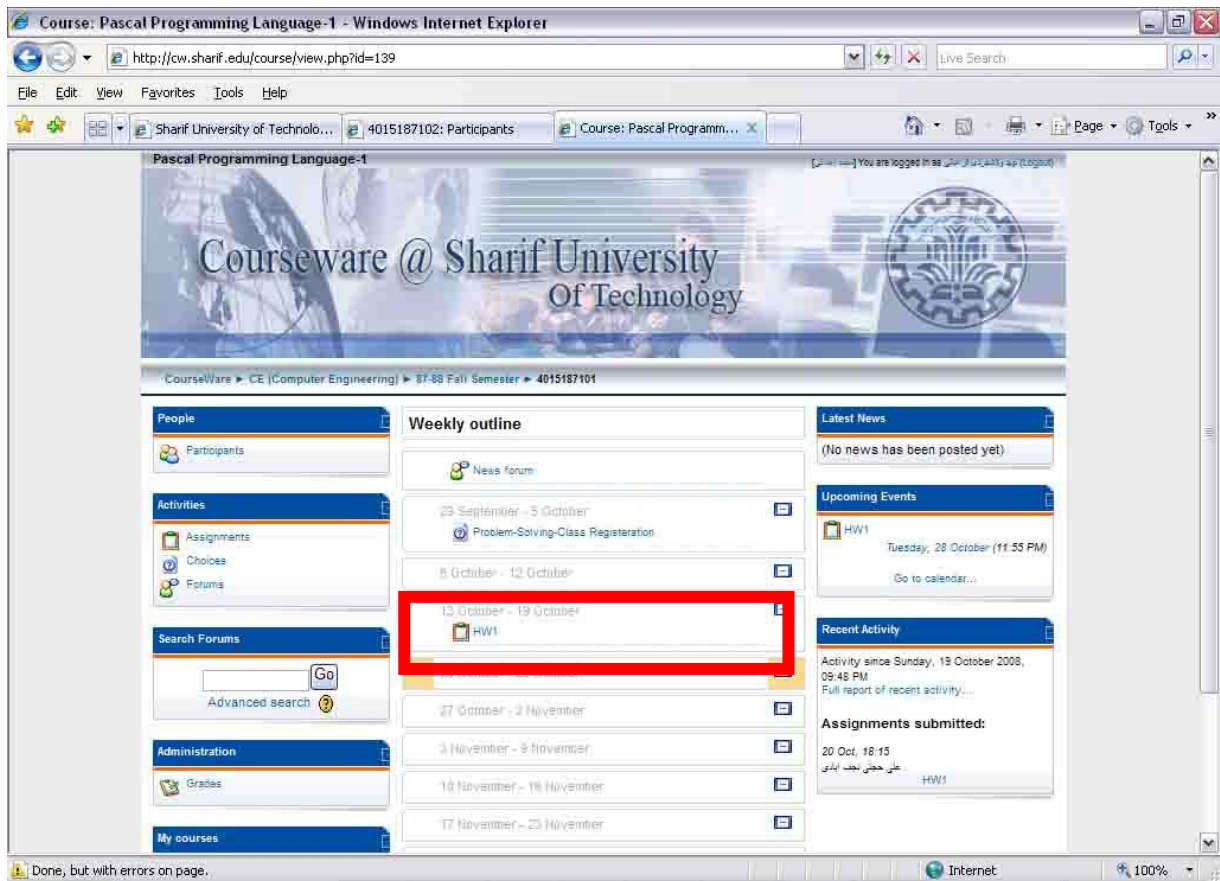 Course: Pascal Programming Language-1 - Windows Internet Explorer
http://cw.sharif.edu/course/view.php?id=139
Live Search
File Edit View Favorites Tools Help
Sharif University of Technolo... 4015187102: Participants Course: Pascal Programm... Page Tools
Pascal Programming Language-1
You are logged in as (Logout)
Courseware @ Sharif University
Of Technology
CourseWare ► CE (Computer Engineering) ► 87-88 Fall Semester ► 4015187101
People
Participants
Activities
Assignments
Choices
Forums
Search Forums
Go
Advanced search
Administration
Grades
My courses
Weekly outline
News forum
29 September - 5 October
Problem-Solving-Class Registeration
6 October - 12 October
13 October - 19 October
HW1
27 October - 2 November
3 November - 9 November
10 November - 16 November
17 November - 23 November
Latest News
(No news has been posted yet)
Upcoming Events
HW1
Tuesday, 28 October (11:55 PM)
Go to calendar...
Recent Activity
Activity since Sunday, 19 October 2008,
09:48 PM
Full report of recent activity...
Assignments submitted:
20 Oct, 18:15
علی حجتی نجف ابادی
HW1
Done, but with errors on page.
Internet
100%